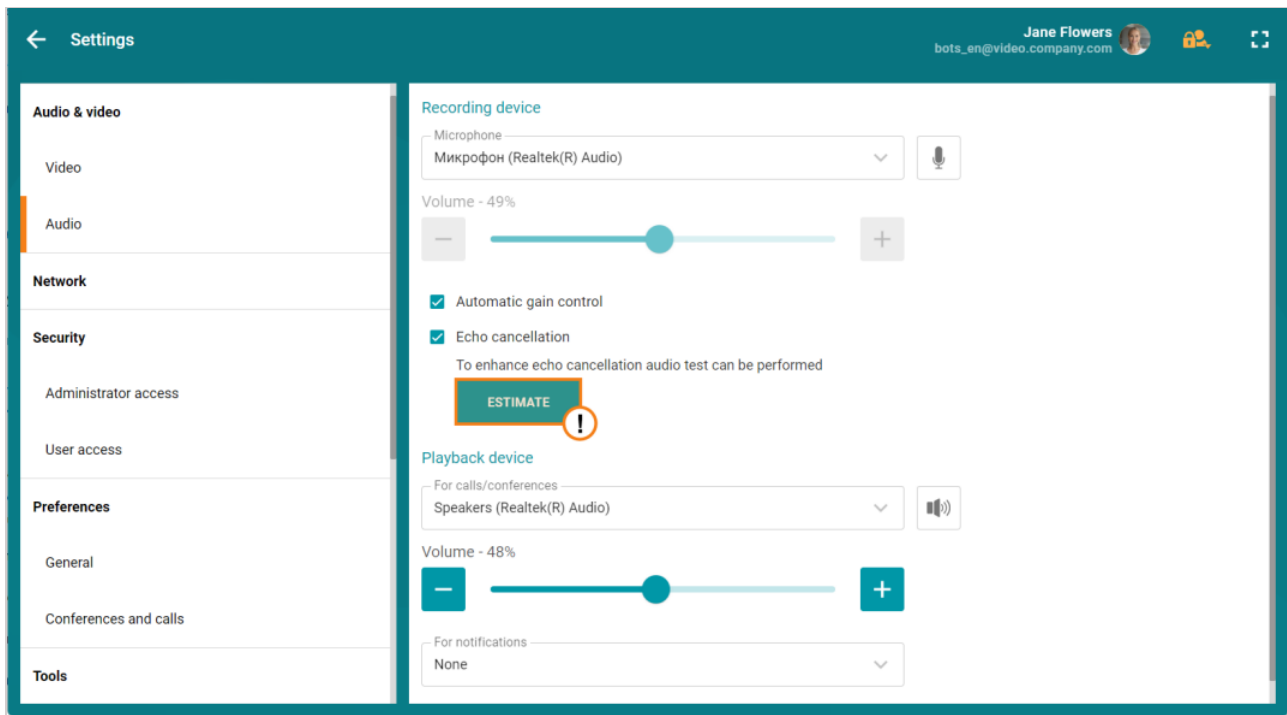 Settings
Jane Flowers
bots_en@video.company.com
Audio & video
Video
Audio
Network
Security
Administrator access
User access
Preferences
General
Conferences and calls
Tools
Recording device
Microphone
Микрофон (Realtek(R) Audio)
Volume - 49%
Automatic gain control
Echo cancellation
To enhance echo cancellation audio test can be performed
ESTIMATE
!
Playback device
For calls/conferences
Speakers (Realtek(R) Audio)
Volume - 48%
For notifications
None